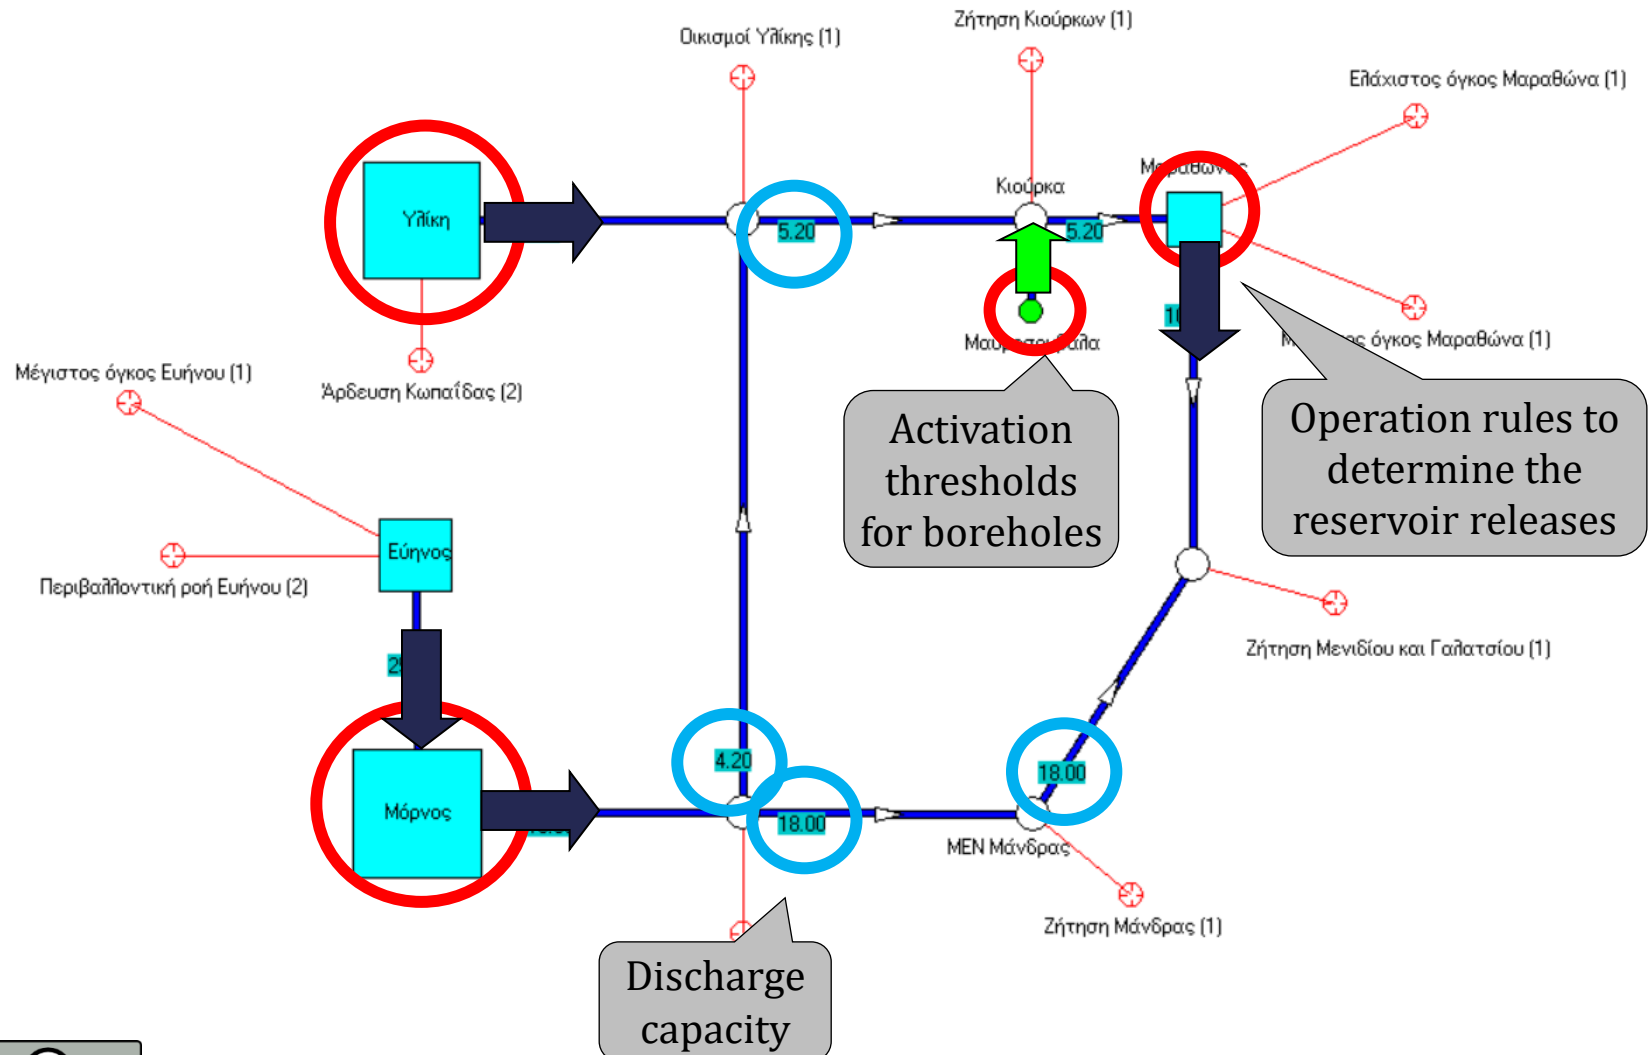 Ζήτηση Κιούρκων (1)
Οικισμοί Υλίκης (1)
Ελάχιστος όγκος Μαραθώνα (1)
Μαραθώνας
Κιούρκα
Υλίκη
5.20
5.20
Μαυροσουβάλα
όγκος Μαραθώνα (1)
Μέγιστος όγκος Ευήνου (1)
Άρδευση Κωπαΐδας (2)
Activation
thresholds
for boreholes
Operation rules to
determine the
reservoir releases
Εύηνος
Περιβαλλοντική ροή Ευήνου (2)
Ζήτηση Μενιδίου και Γαλατσίου (1)
4.20
18.00
Μόρνος
18.00
ΜΕΝ Μάνδρας
Ζήτηση Μάνδρας (1)
Discharge
capacity